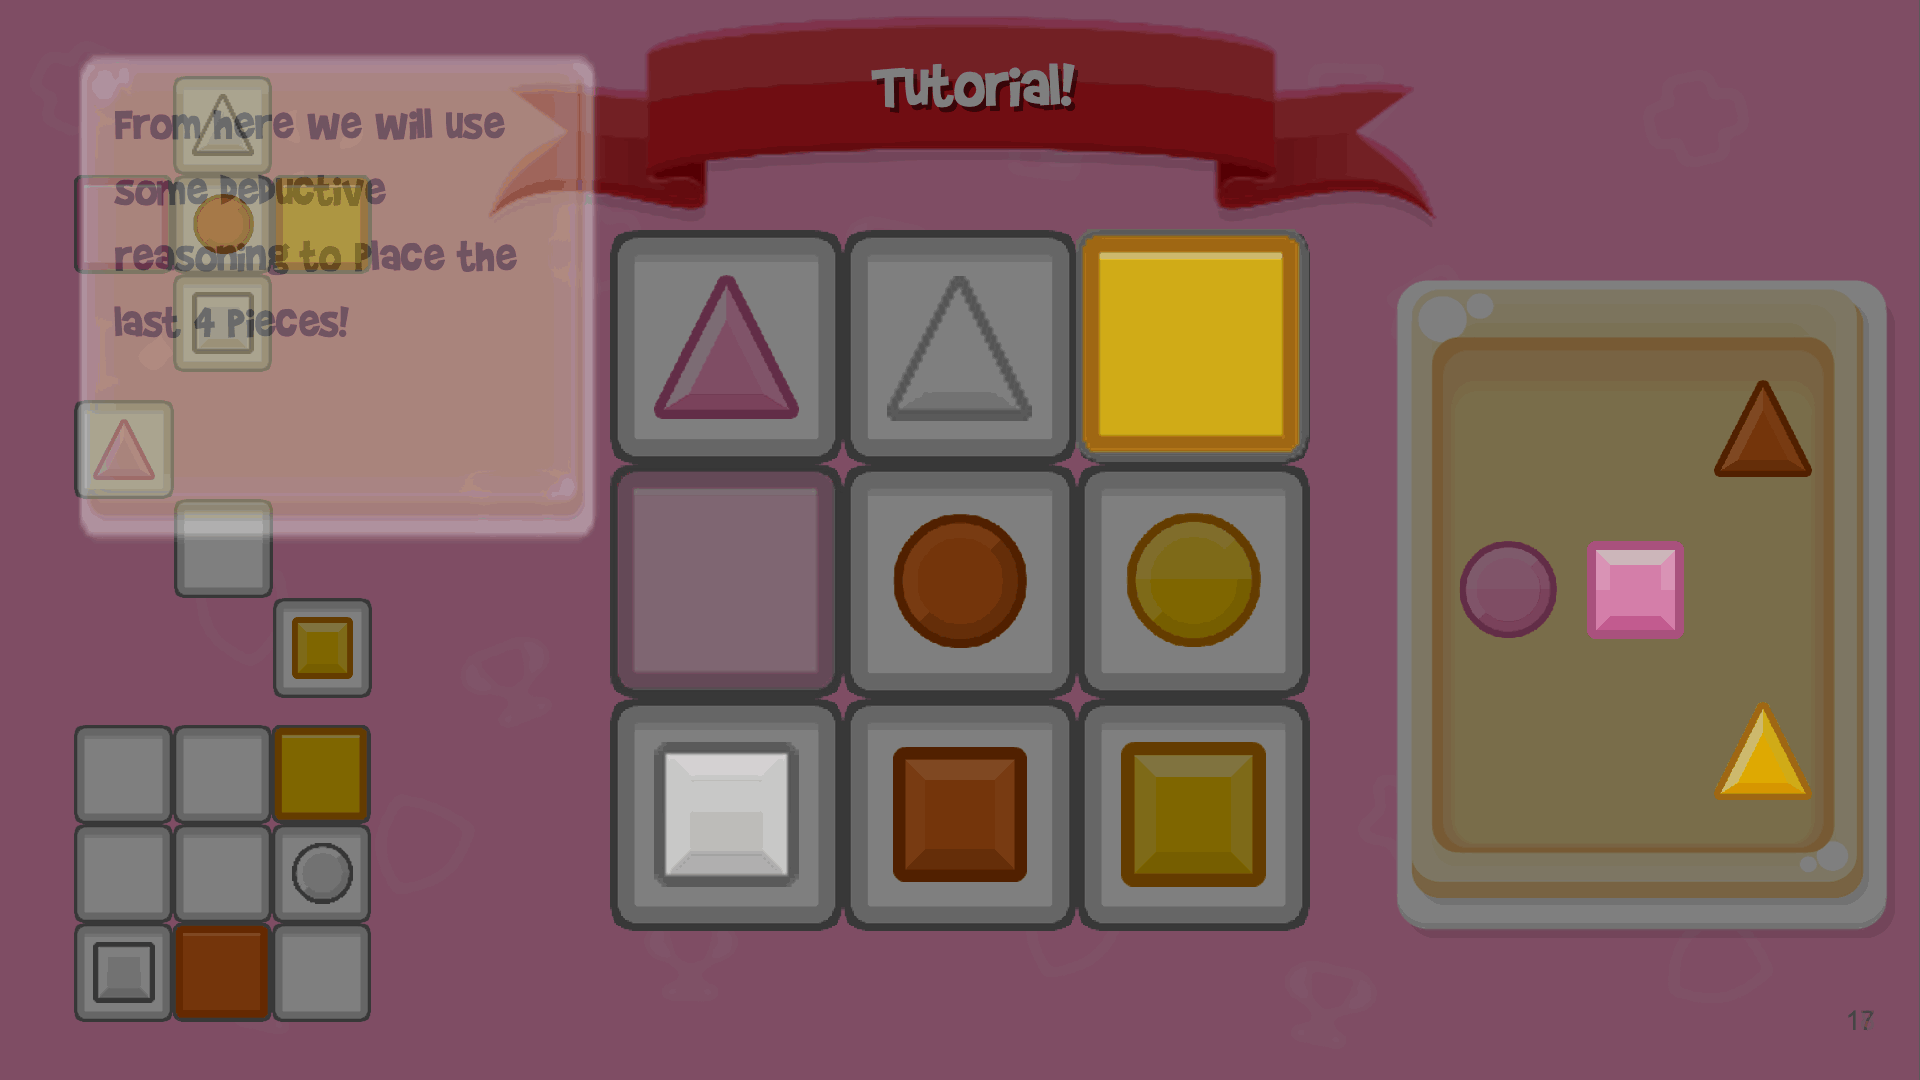 Tutorial!
From here we will use
some deductive
reasoning to place the
last 4 pieces!
17